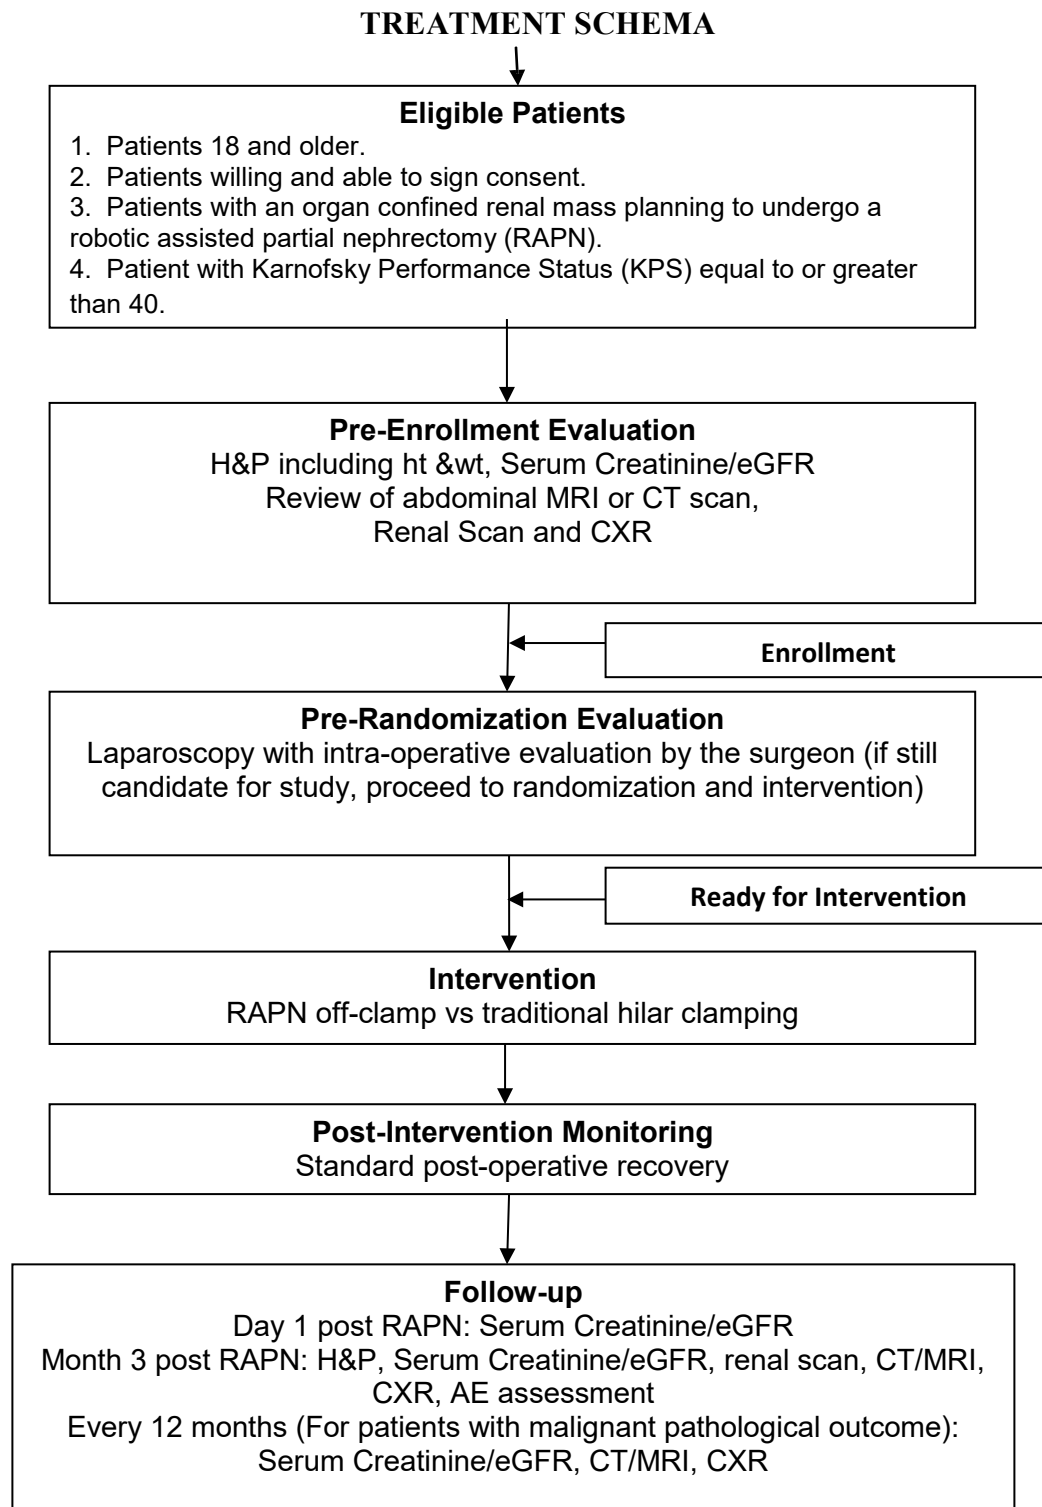 TREATMENT SCHEMA
Eligible Patients
1. Patients 18 and older.
2. Patients willing and able to sign consent.
3. Patients with an organ confined renal mass planning to undergo a
robotic assisted partial nephrectomy (RAPN).
4. Patient with Karnofsky Performance Status (KPS) equal to or greater
than 40.
Pre-Enrollment Evaluation
H&P including ht &wt, Serum Creatinine/eGFR
Review of abdominal MRI or CT scan,
Renal Scan and CXR
Enrollment
Pre-Randomization Evaluation
Laparoscopy with intra-operative evaluation by the surgeon (if still
candidate for study, proceed to randomization and intervention)
Ready for Intervention
Intervention
RAPN off-clamp vs traditional hilar clamping
Post-Intervention Monitoring
Standard post-operative recovery
Follow-up
Day 1 post RAPN: Serum Creatinine/eGFR
Month 3 post RAPN: H&P, Serum Creatinine/eGFR, renal scan, CT/MRI,
CXR, AE assessment
Every 12 months (For patients with malignant pathological outcome):
Serum Creatinine/eGFR, CT/MRI, CXR